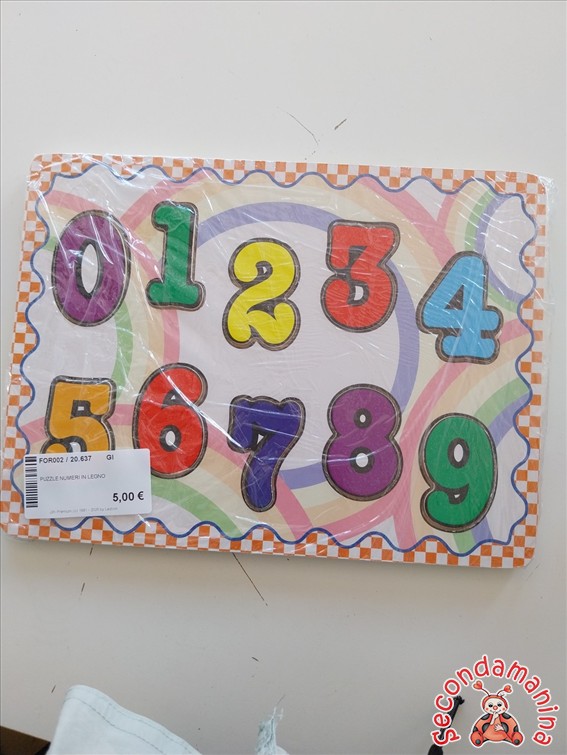 0 1 2 3 4
5 6 7 8 9
FOR002 / 20.637 GI
PUZZLE NUMERI IN LEGNO
5,00 €
secondamanina